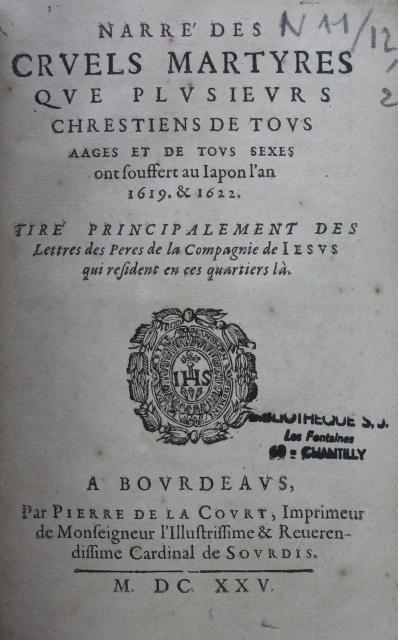 NARRE' DES
CRVELS MARTYRES
QVE PLVSIEVRS
CHRESTIENS DE TOVS
AAGES ET DE TOVS SEXES
ont souffert au Iapon l'an
1619. & 1622.
TIRE' PRINCIPALEMENT DES
Lettres des Peres de la Compagnie de IESVS
qui resident en ces quartiers là.
IHS
BIBLIOTHEQUE S. J.
Les Fontaines
60 - CHANTILLY
A BOVRDEAVS,
Par PIERRE DE LA COVRT, Imprimeur
de Monseigneur l'Illustrissime & Reueren-
dissime Cardinal de SOVRDIS.
M. DC. XXV.
N 11/12,
2